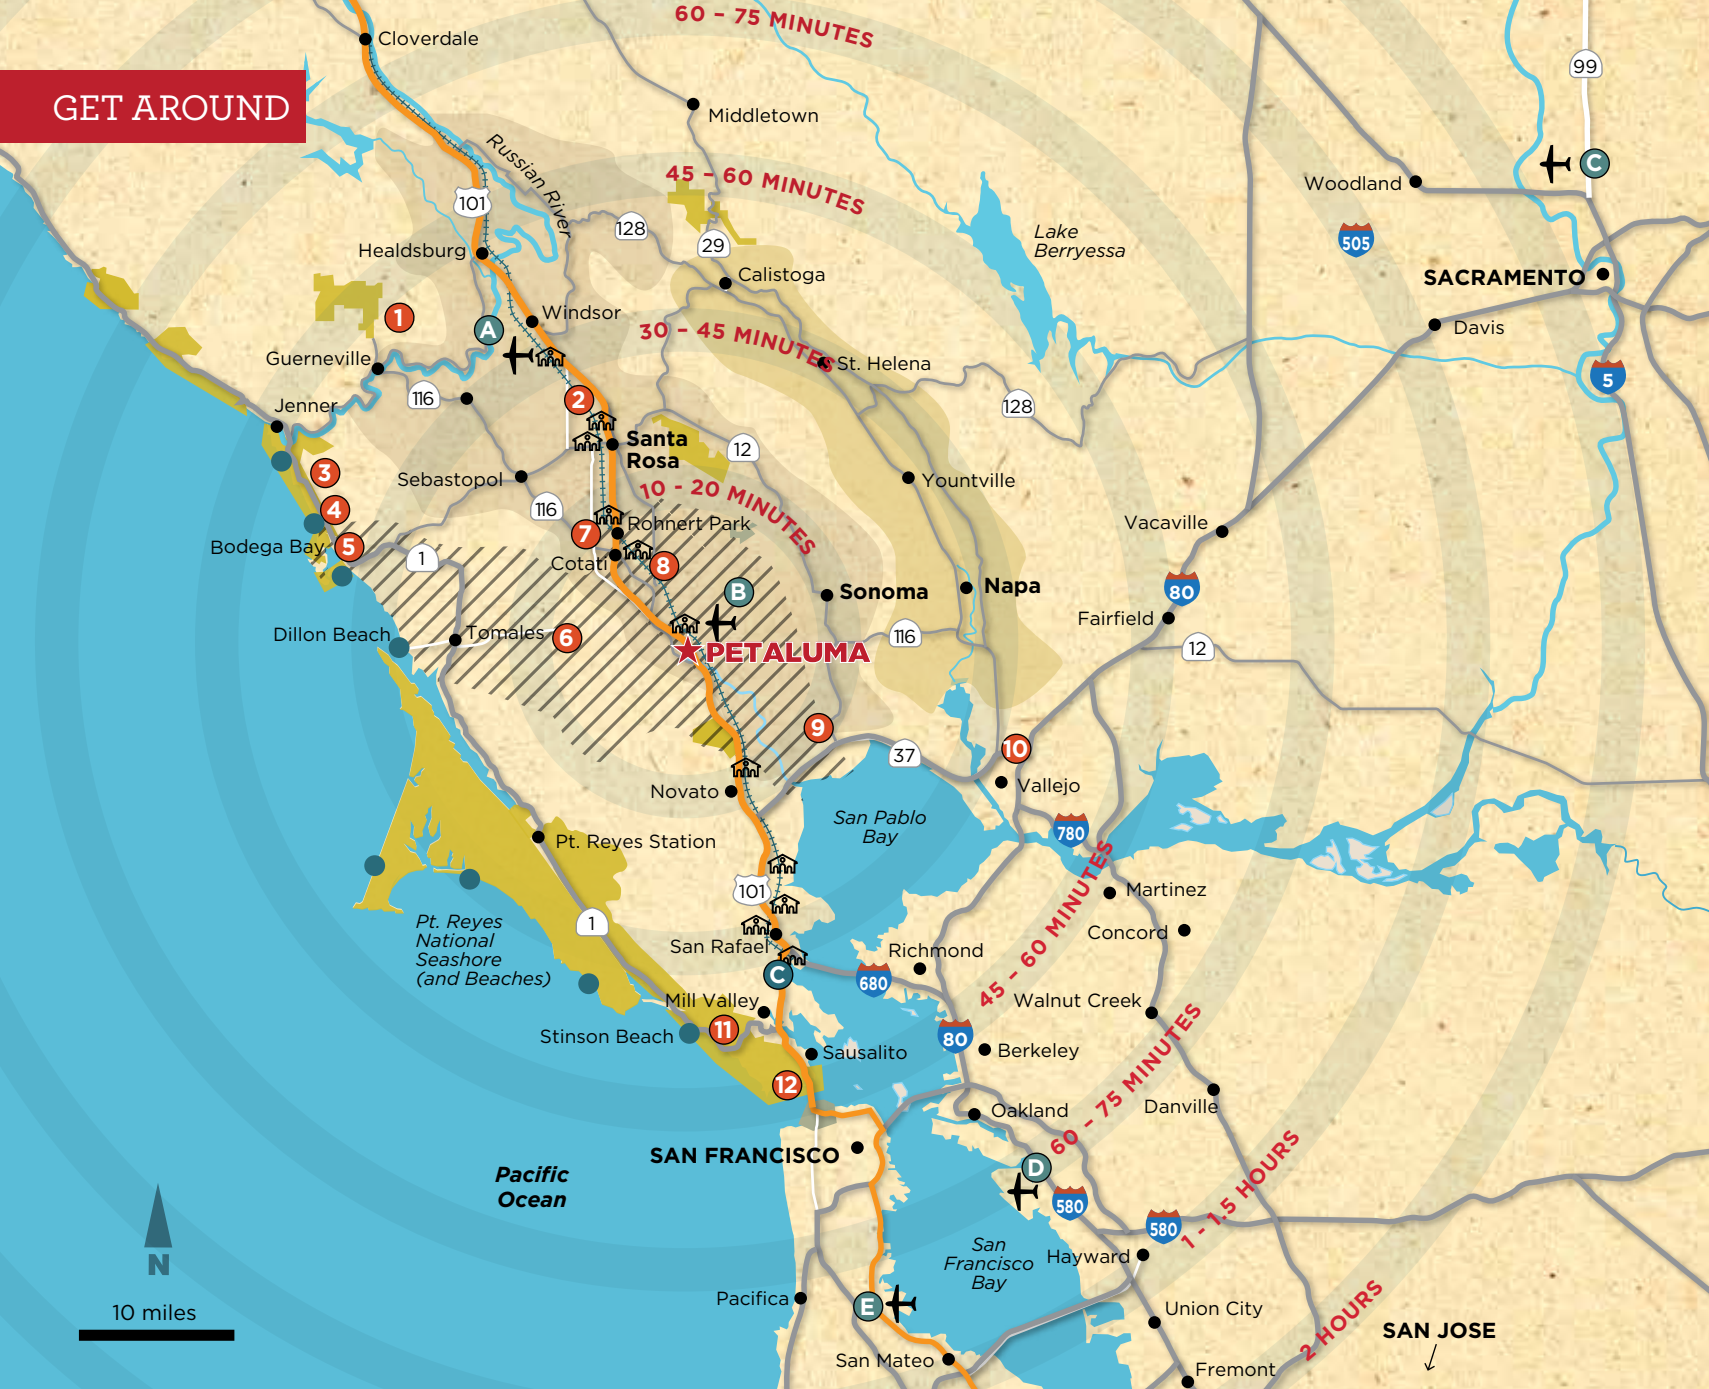 60 – 75 MINUTES
Cloverdale
99
GET AROUND
Middletown
Russian River
45 – 60 MINUTES
C
Woodland
101
128
29
Lake
Berryessa
505
Healdsburg
Calistoga
SACRAMENTO
1
Windsor
A
30 – 45 MINUTES
Davis
Guerneville
St. Helena
5
116
2
128
Jenner
Santa
Rosa
12
3
Sebastopol
Yountville
10 - 20 MINUTES
4
116
Rohnert Park
Vacaville
7
Bodega Bay
5
1
Cotati
8
B
Sonoma
Napa
80
Fairfield
Dillon Beach
Tomales
6
116
12
PETALUMA
9
37
10
Novato
Vallejo
San Pablo
Bay
780
Pt. Reyes Station
45 – 60 MINUTES
101
Martinez
1
Pt. Reyes
National
Seashore
(and Beaches)
San Rafael
Richmond
Concord
C
680
Mill Valley
Walnut Creek
11
Stinson Beach
80
Sausalito
Berkeley
60 – 75 MINUTES
12
Oakland
Danville
SAN FRANCISCO
D
1 - 1.5 HOURS
Pacific
Ocean
580
580
San
Francisco
Bay
Hayward
N
Pacifica
E
Union City
10 miles
2 HOURS
SAN JOSE
San Mateo
Fremont